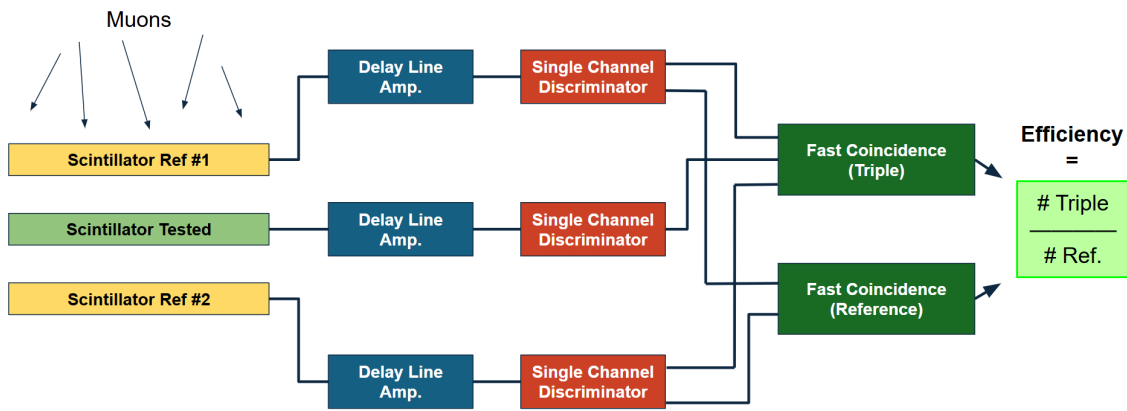 Muons
Delay Line
Amp.
Single Channel
Discriminator
Scintillator Ref #1
Fast Coincidence
(Triple)
Efficiency
=
# Triple
# Ref.
Scintillator Tested
Delay Line
Amp.
Single Channel
Discriminator
Scintillator Ref #2
Fast Coincidence
(Reference)
Delay Line
Amp.
Single Channel
Discriminator